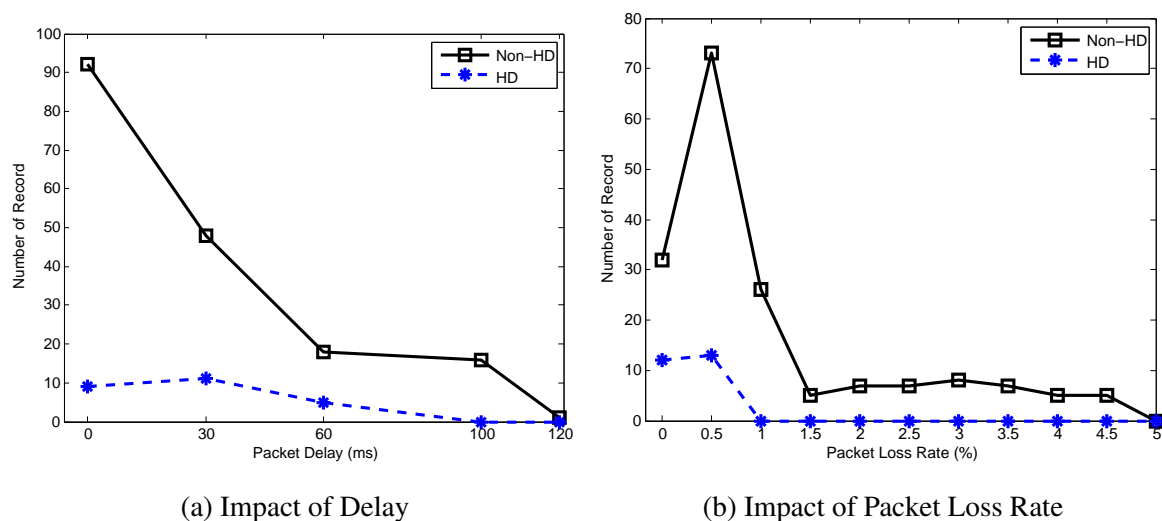 100
90
80
70
60
50
40
30
20
10
0
Number of Record
0 30 60 100 120
Packet Delay (ms)
Non-HD
HD
(a) Impact of Delay
80
70
60
50
40
30
20
10
0
Number of Record
0 0.5 1 1.5 2 2.5 3 3.5 4 4.5 5
Packet Loss Rate (%)
Non-HD
HD
(b) Impact of Packet Loss Rate